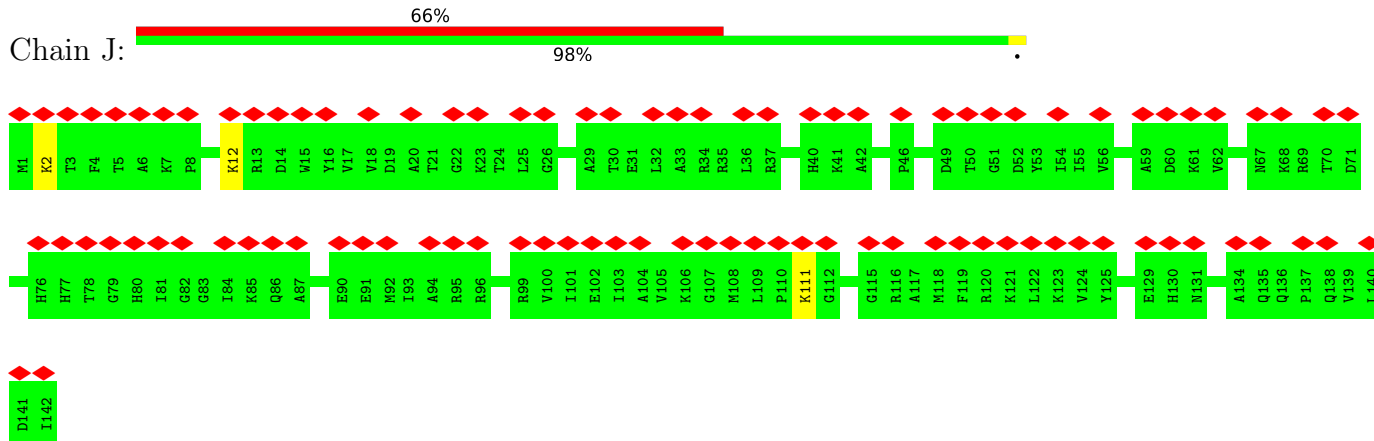 66%
Chain J:
98%
.
M1 K2 T3 F4 T5 A6 K7 P8 K12 R13 D14 W15 Y16 V17 V18 D19 A20 T21 G22 K23 T24 L25 G26 A29 T30 E31 L32 A33 R34 R35 L36 R37 H40 K41 A42 P46 D49 T50 G51 D52 Y53 I54 I55 V56 A59 D60 K61 V62 N67 K68 R69 T70 D71
H76 H77 T78 G79 H80 I81 G82 G83 I84 K85 Q86 A87 E90 E91 M92 I93 A94 R95 R96 R99 V100 I101 E102 I103 A104 V105 K106 G107 M108 L109 P110 K111 G112 G115 R116 A117 M118 F119 R120 K121 L122 K123 V124 Y125 E129 H130 N131 A134 Q135 Q136 P137 Q138 V139 L140
D141 I142